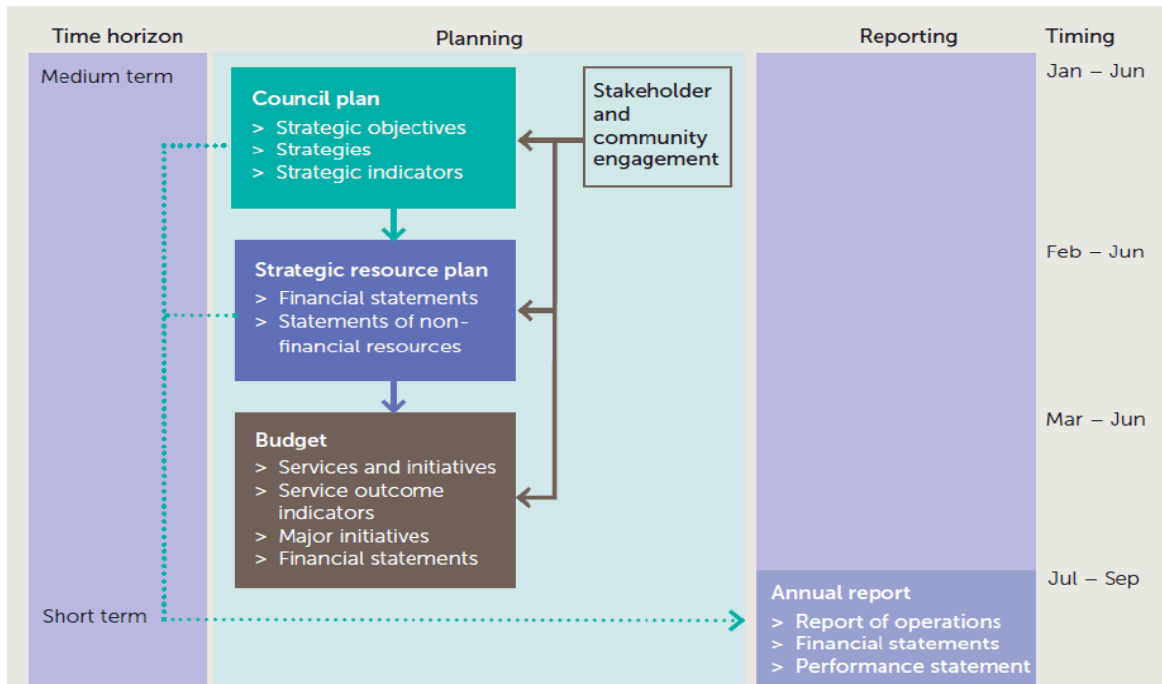 Time horizon
Planning
Reporting
Timing
Medium term
Council plan
> Strategic objectives
> Strategies
> Strategic indicators
Stakeholder
and
community
engagement
Jan – Jun
Strategic resource plan
> Financial statements
> Statements of non-
financial resources
Feb – Jun
Budget
> Services and initiatives
> Service outcome
indicators
> Major initiatives
> Financial statements
Mar – Jun
Short term
Annual report
> Report of operations
> Financial statements
> Performance statement
Jul – Sep